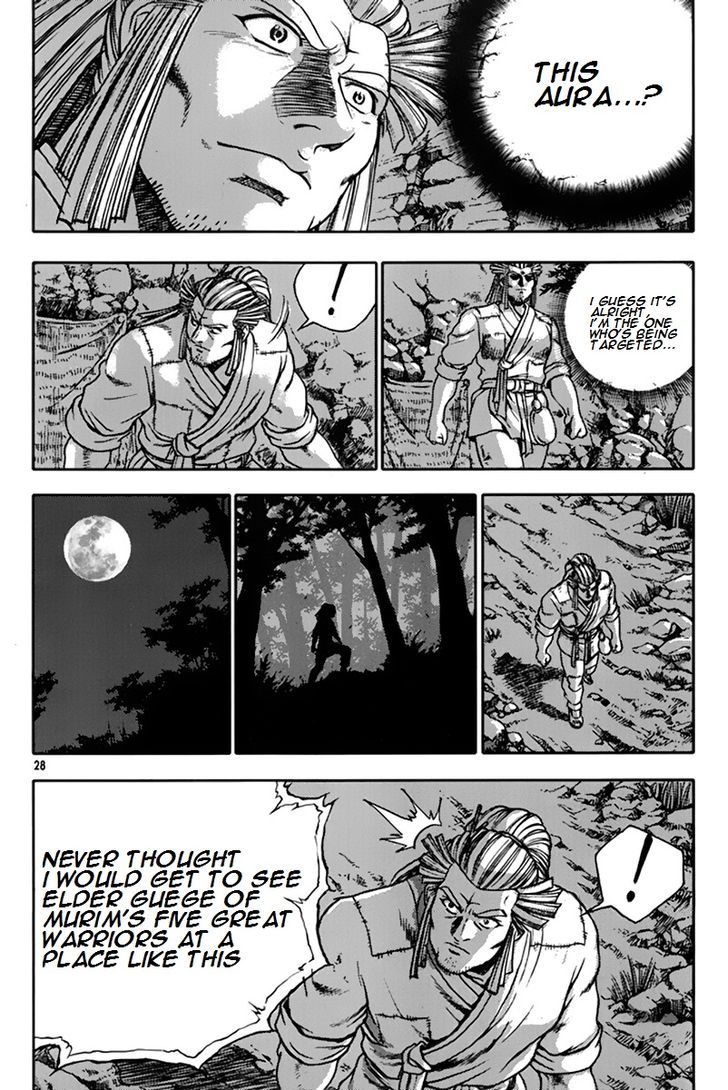 THIS
AURA...?
!
I GUESS IT'S
ALRIGHT,
I'M THE ONE
WHO'S BEING
TARGETED...
28
NEVER THOUGHT
I WOULD GET TO SEE
ELDER GUEGE OF
MURIM'S FIVE GREAT
WARRIORS AT A
PLACE LIKE THIS
!